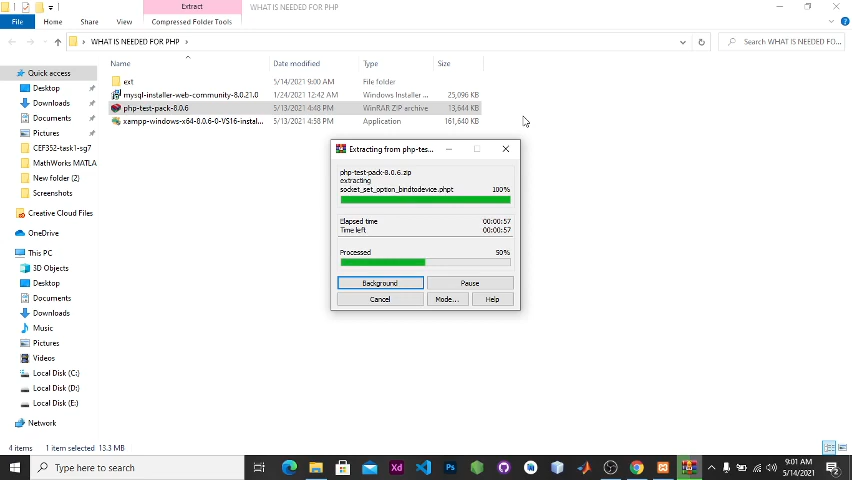 Extract
WHAT IS NEEDED FOR PHP
File
Home
Share
View
Compressed Folder Tools
WHAT IS NEEDED FOR PHP
Search WHAT IS NEEDED FOR PHP...
Name
Date modified
Type
Size
Quick access
Desktop
Downloads
Documents
Pictures
CEF352-task1-sg7
MathWorks MATLA
New folder (2)
Screenshots
Creative Cloud Files
OneDrive
This PC
3D Objects
Desktop
Documents
Downloads
Music
Pictures
Videos
Local Disk (C:)
Local Disk (D:)
Local Disk (E:)
Network
ext 5/14/2021 9:00 AM File folder
mysql-installer-web-community-8.0.21.0 1/24/2021 12:42 AM Windows Installer ... 25,096 KB
php-test-pack-8.0.6 5/13/2021 4:48 PM WinRAR ZIP archive 13,644 KB
xampp-windows-x64-8.0.6-0-VS16-instal... 5/13/2021 4:58 PM Application 161,640 KB
Extracting from php-tes...
php-test-pack-8.0.6.zip
extracting
socket_set_option_bindtodevice.phpt 100%
Elapsed time 00:00:57
Time left 00:00:57
Processed 50%
Background
Pause
Cancel
Mode...
Help
4 items 1 item selected 13.3 MB
Type here to search
Xd
Ps
9:01 AM
5/14/2021
2